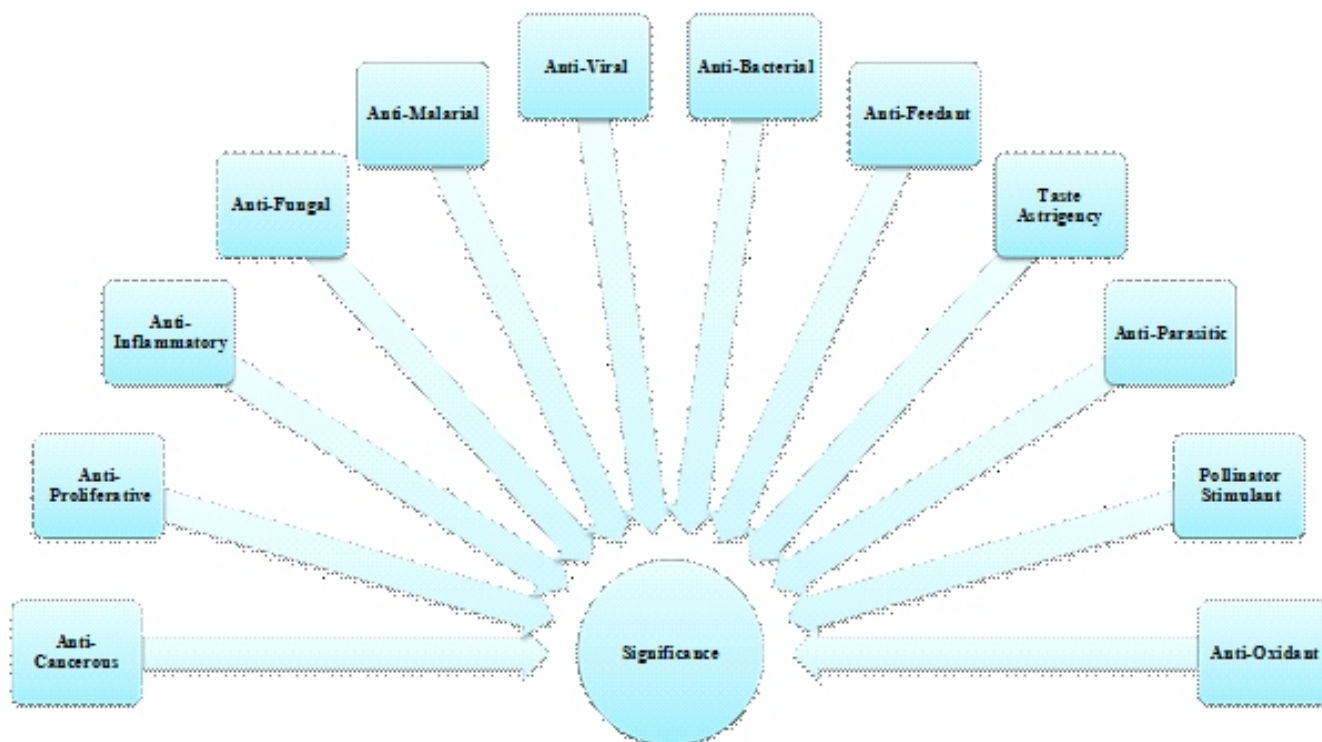 Anti-Viral
Anti-Bacterial
Anti-Malarial
Anti-Feedant
Anti-Fungal
Taste
Astrigency
Anti-
Inflammatory
Anti-Parasitic
Anti-
Proliferative
Pollinator
Stimulant
Anti-
Cancerous
Significance
Anti-Oxidant